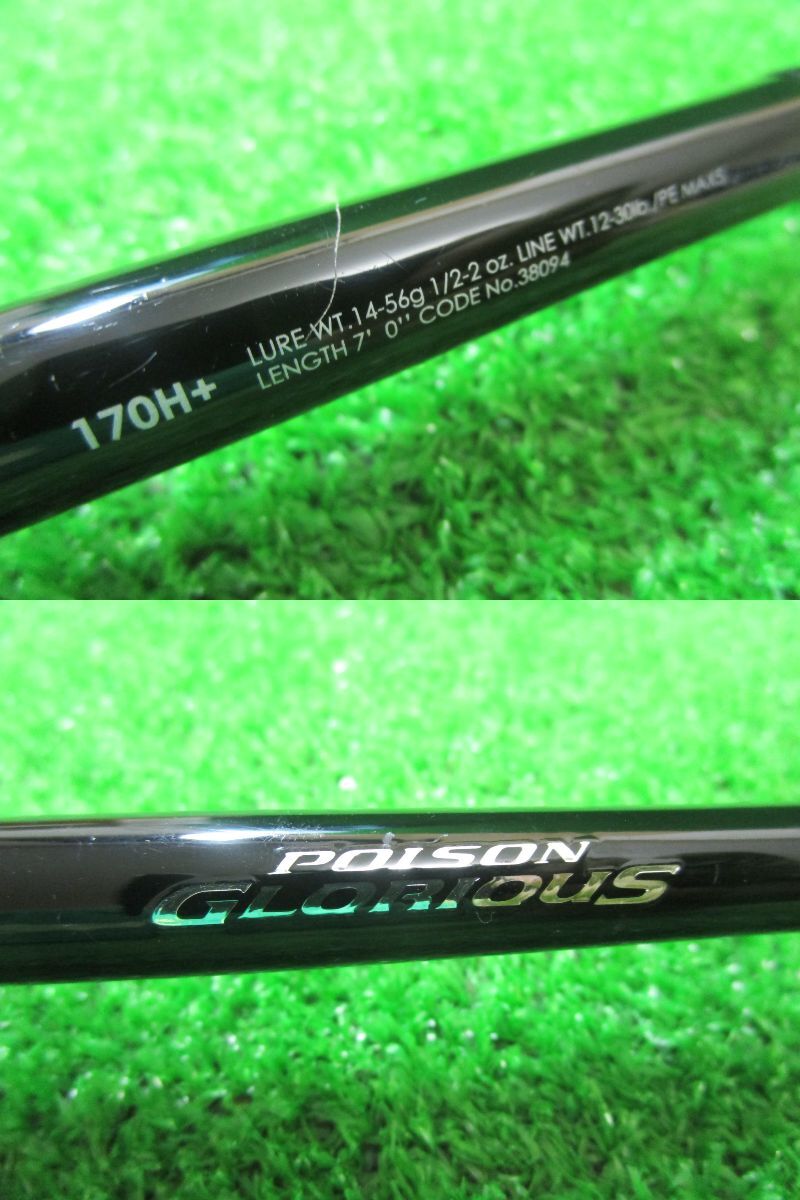 170H+
LURE WT.14-56g 1/2-2 oz. LINE WT.12-30lb./PE MAX5
LENGTH 7' 0'' CODE No.38094
POISON
GLORIOUS